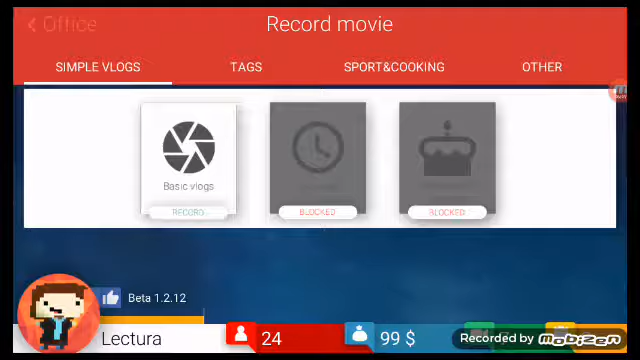 < Office
Record movie
SIMPLE VLOGS
TAGS
SPORT&COOKING
OTHER
Basic vlogs
RECORD
BLOCKED
BLOCKED
Beta 1.2.12
Lectura
24
99 $
Recorded by mobizen